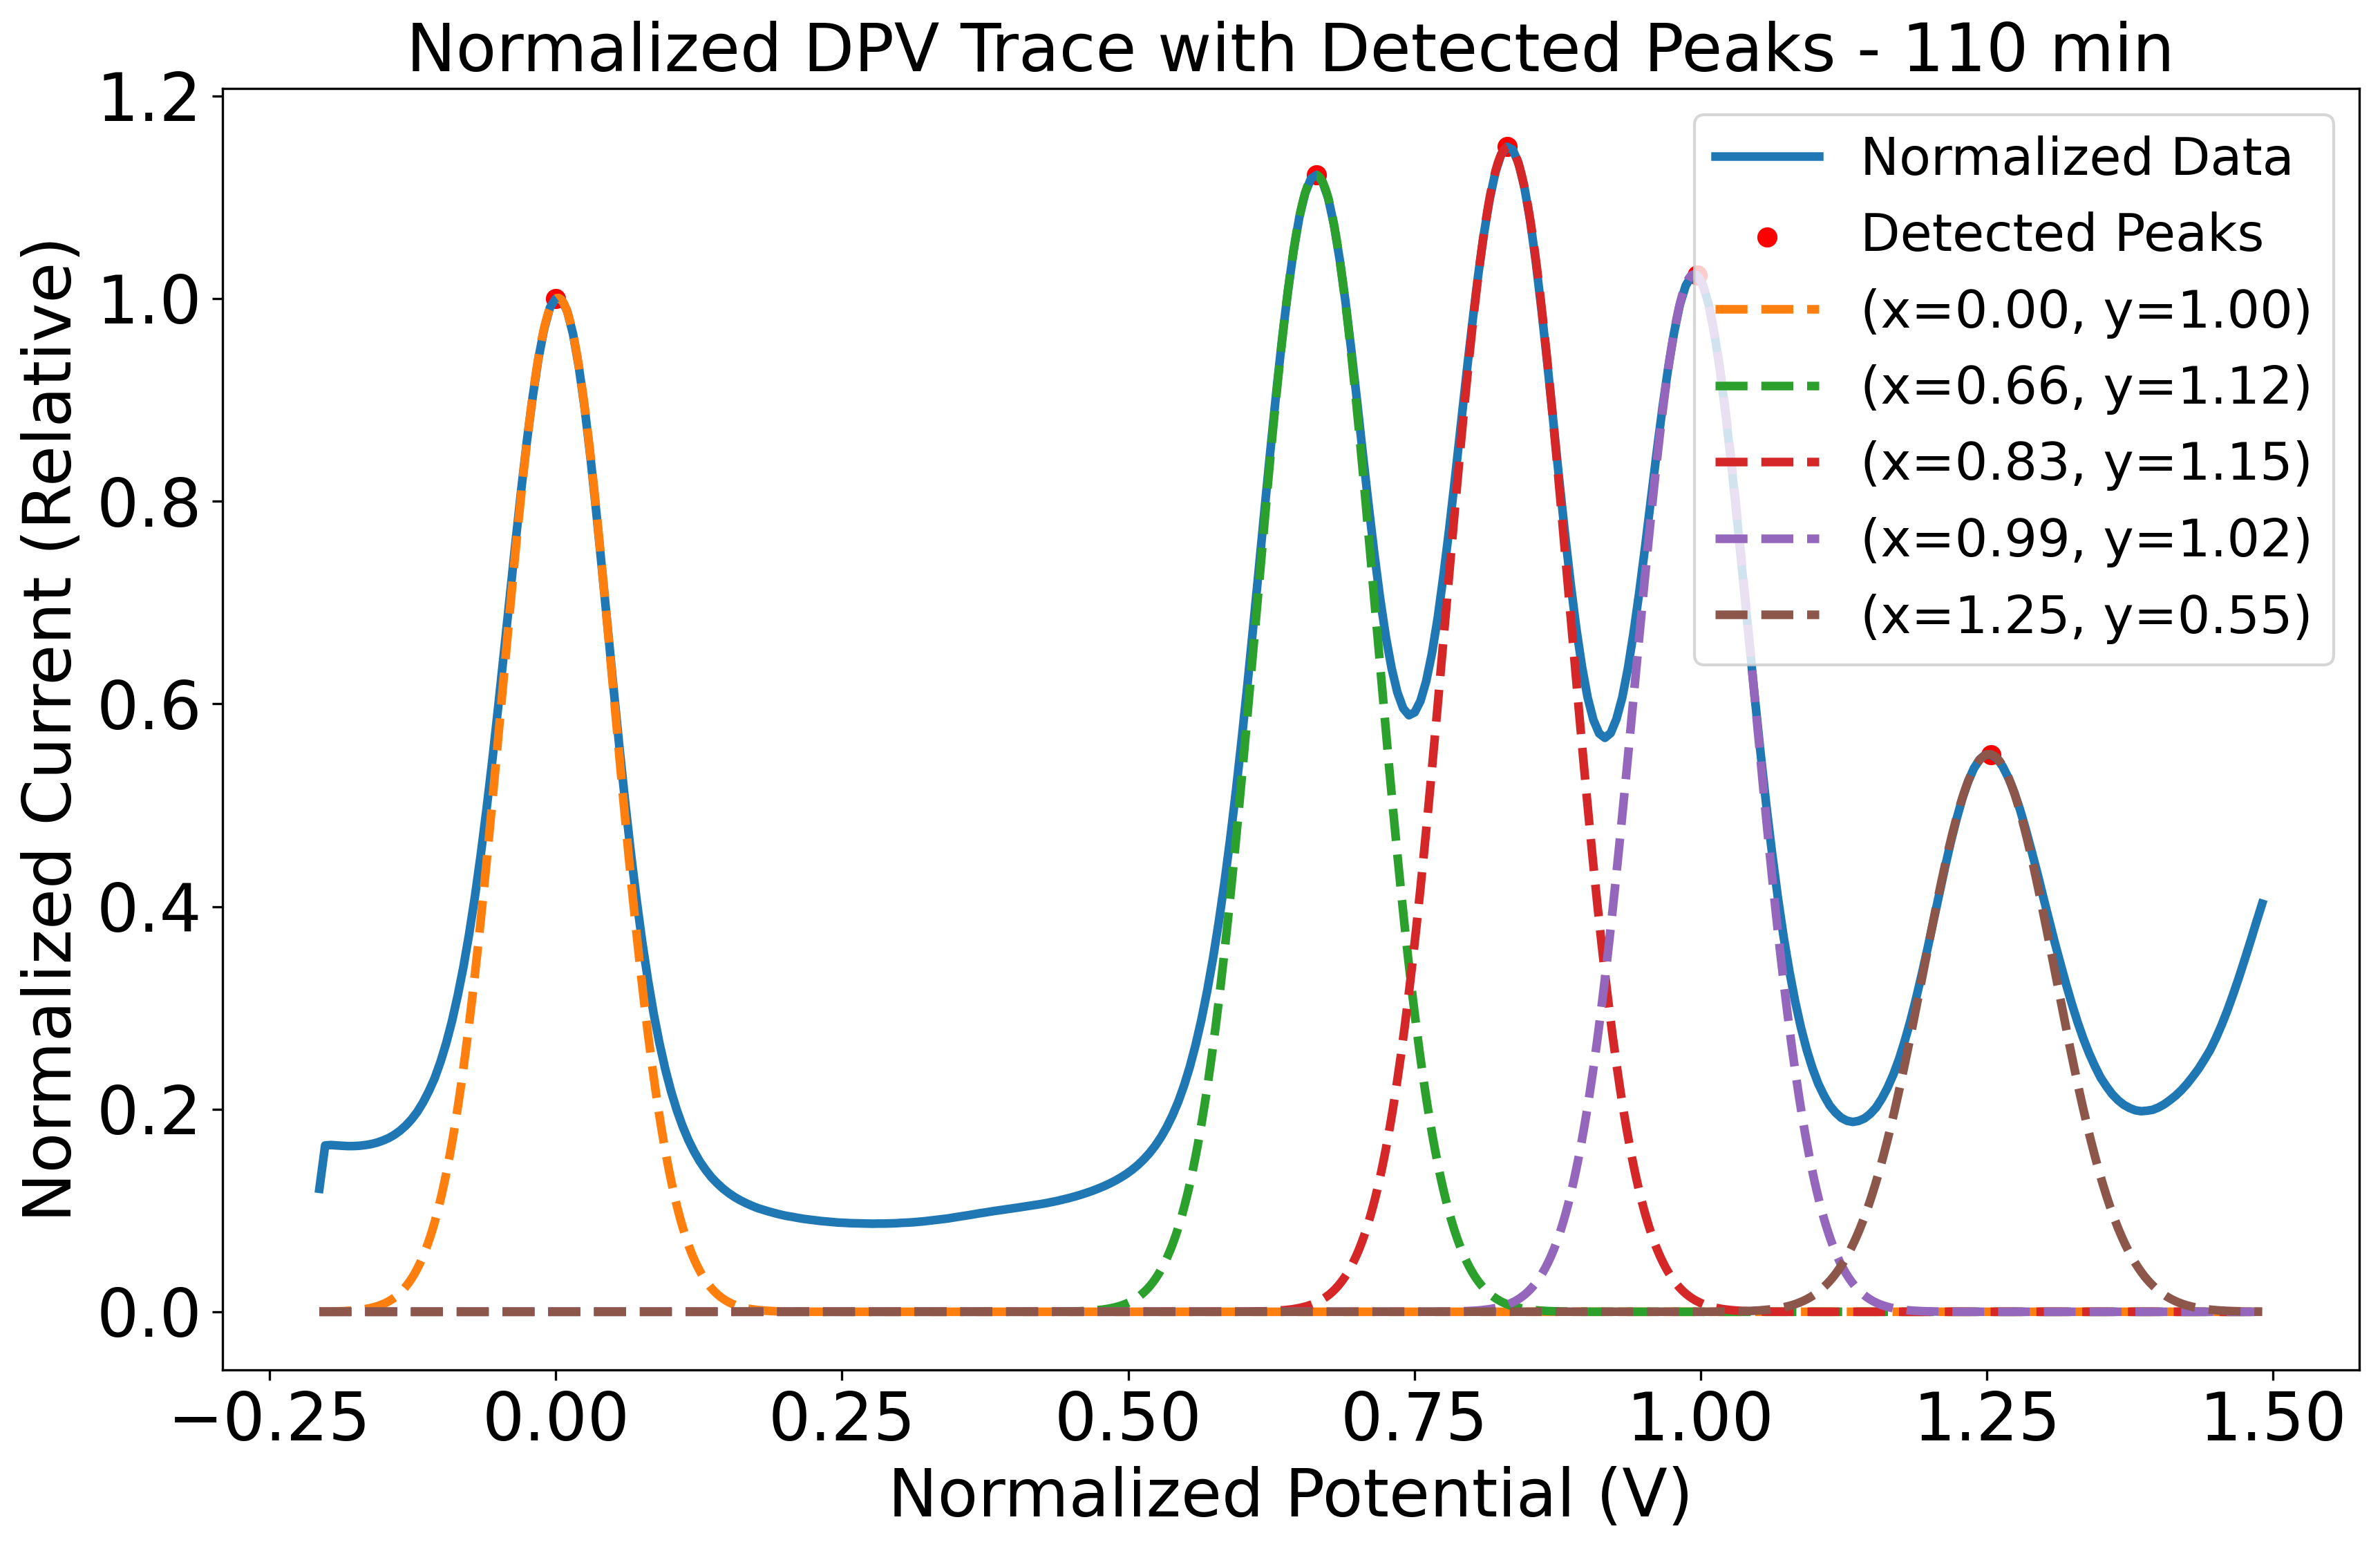 Normalized DPV Trace with Detected Peaks - 110 min
Normalized Current (Relative)
1.2
1.0
0.8
0.6
0.4
0.2
0.0
Normalized Data
Detected Peaks
(x=0.00, y=1.00)
(x=0.66, y=1.12)
(x=0.83, y=1.15)
(x=0.99, y=1.02)
(x=1.25, y=0.55)
−0.25 0.00 0.25 0.50 0.75 1.00 1.25 1.50
Normalized Potential (V)